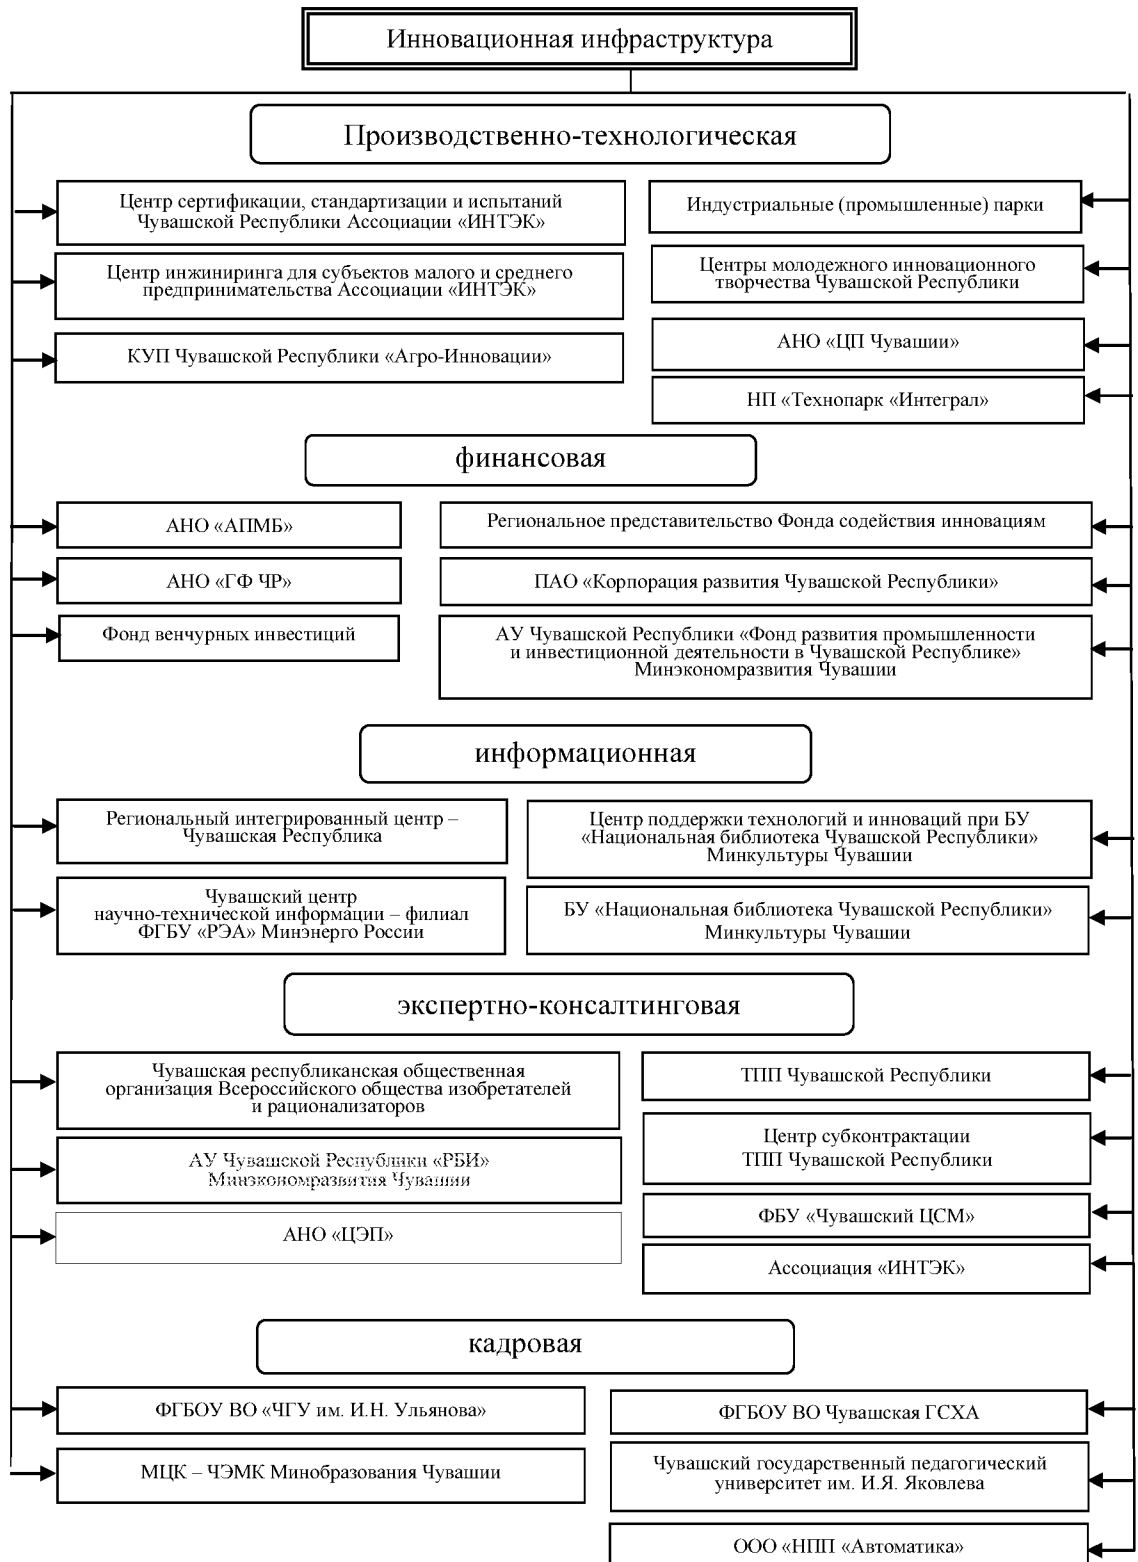 Инновационная инфраструктура
Производственно-технологическая
Центр сертификации, стандартизации и испытаний
Чувашской Республики Ассоциации «ИНТЭК»
Индустриальные (промышленные) парки
Центр инжиниринга для субъектов малого и среднего
предпринимательства Ассоциации «ИНТЭК»
Центры молодежного инновационного
творчества Чувашской Республики
КУП Чувашской Республики «Агро-Инновации»
АНО «ЦП Чувашии»
НП «Технопарк «Интеграл»
финансовая
АНО «АПМБ»
Региональное представительство Фонда содействия инновациям
АНО «ГФ ЧР»
ПАО «Корпорация развития Чувашской Республики»
Фонд венчурных инвестиций
АУ Чувашской Республики «Фонд развития промышленности
и инвестиционной деятельности в Чувашской Республике»
Минэкономразвития Чувашии
информационная
Региональный интегрированный центр –
Чувашская Республика
Центр поддержки технологий и инноваций при БУ
«Национальная библиотека Чувашской Республики»
Минкультуры Чувашии
Чувашский центр
научно-технической информации – филиал
ФГБУ «РЭА» Минэнерго России
БУ «Национальная библиотека Чувашской Республики»
Минкультуры Чувашии
экспертно-консалтинговая
Чувашская республиканская общественная
организация Всероссийского общества изобретателей
и рационализаторов
ТПП Чувашской Республики
АУ Чувашской Республики «РБИ»
Минэкономразвития Чувашии
Центр субконтрактации
ТПП Чувашской Республики
АНО «ЦЭП»
ФБУ «Чувашский ЦСМ»
Ассоциация «ИНТЭК»
кадровая
ФГБОУ ВО «ЧГУ им. И.Н. Ульянова»
ФГБОУ ВО Чувашская ГСХА
МЦК – ЧЭМК Минобразования Чувашии
Чувашский государственный педагогический
университет им. И.Я. Яковлева
ООО «НПП «Автоматика»